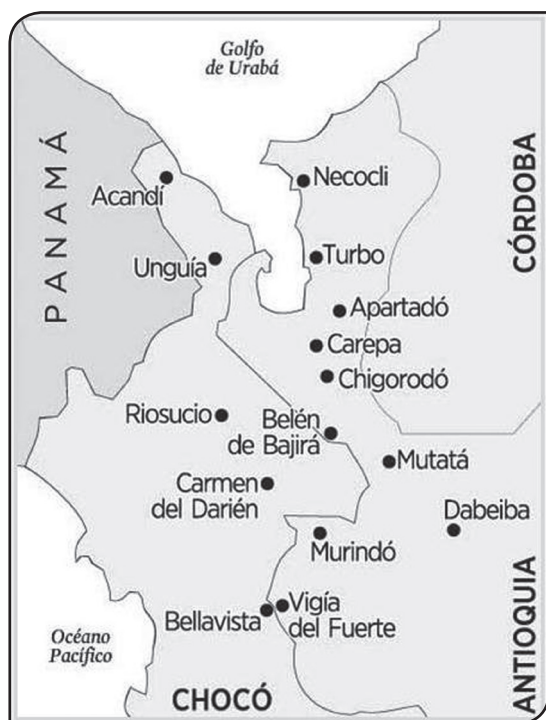 Golfo
de Urabá
PANAMÁ
CÓRDOBA
Acandí
Necocli
Unguía
Turbo
Apartadó
Carepa
Chigorodó
Riosucio
Belén
de Bajirá
Mutatá
Carmen
del Darién
Dabeiba
Murindó
Vigía
del Fuerte
Bellavista
Océano
Pacífico
CHOCÓ
ANTIOQUIA